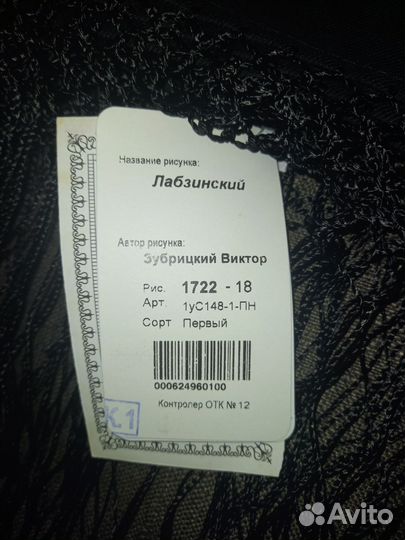 Название рисунка:
Лабзинский
Автор рисунка:
Зубрицкий Виктор
Рис. 1722 - 18
Арт. 1уС148-1-ПН
Сорт Первый
000624960100
Контролер ОТК № 12
К.1
Avito